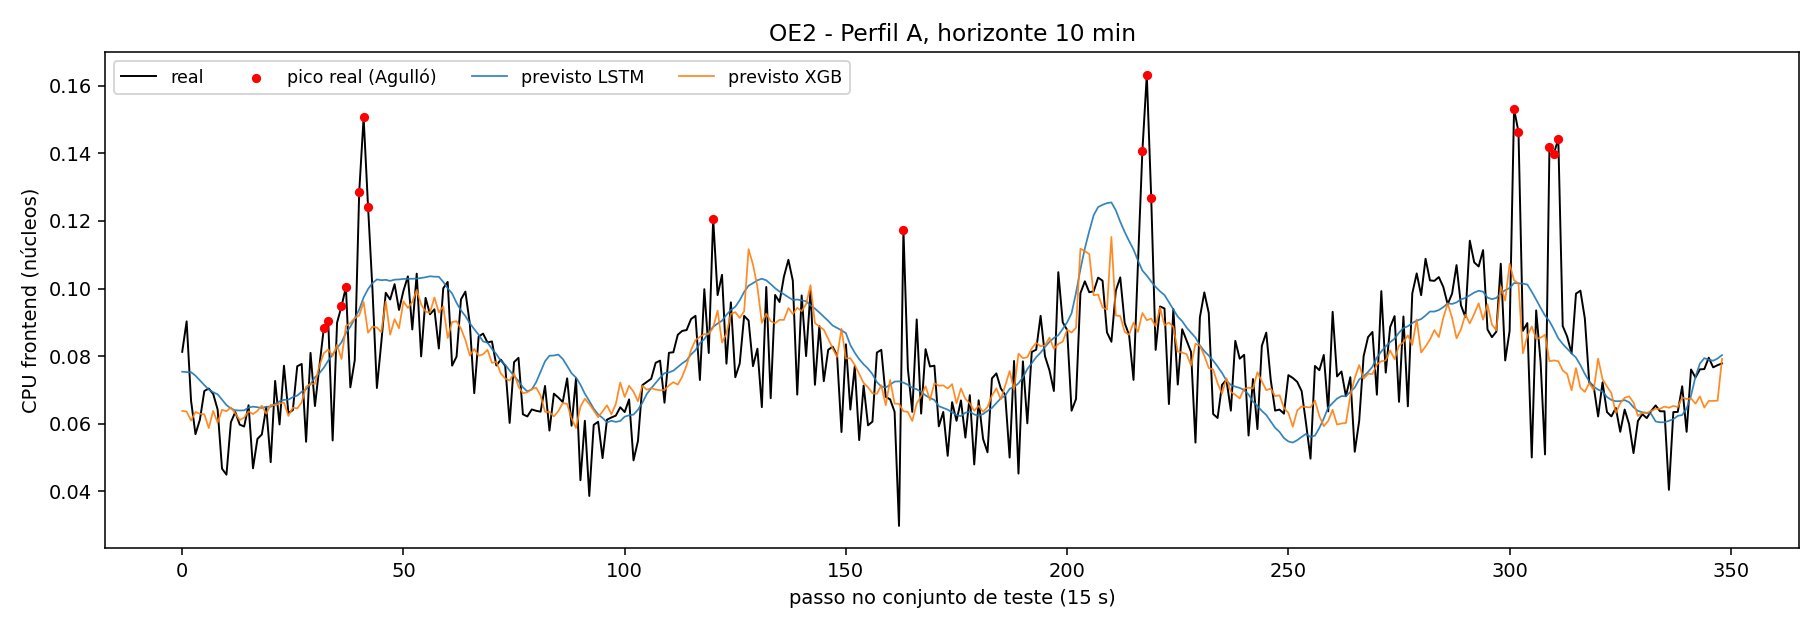 OE2 - Perfil A, horizonte 10 min
real pico real (Agulló) previsto LSTM previsto XGB
CPU frontend (núcleos)
0.16
0.14
0.12
0.10
0.08
0.06
0.04
0 50 100 150 200 250 300 350
passo no conjunto de teste (15 s)